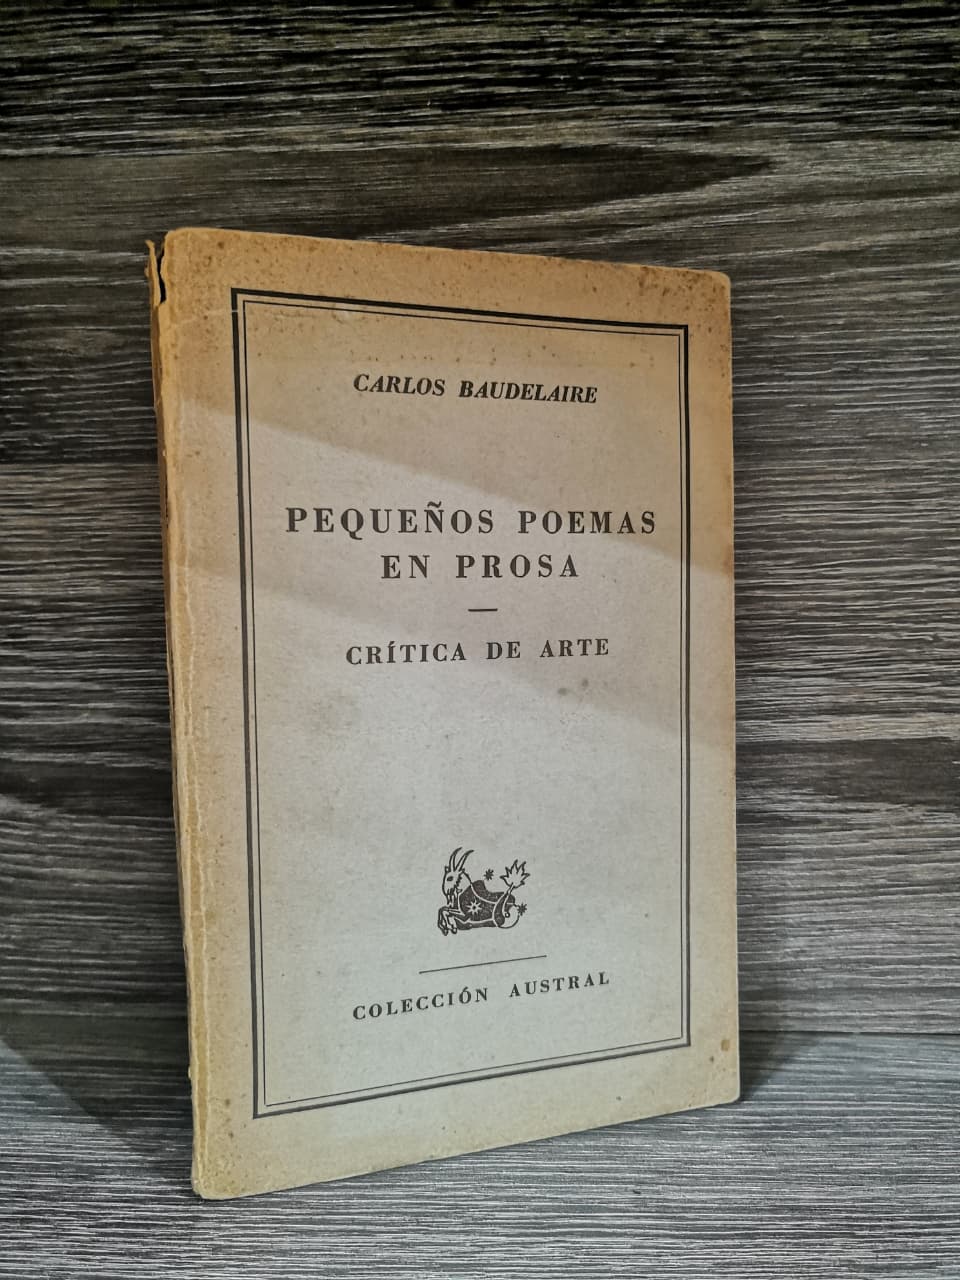 CARLOS BAUDELAIRE
PEQUEÑOS POEMAS
EN PROSA
CRÍTICA DE ARTE
COLECCIÓN AUSTRAL